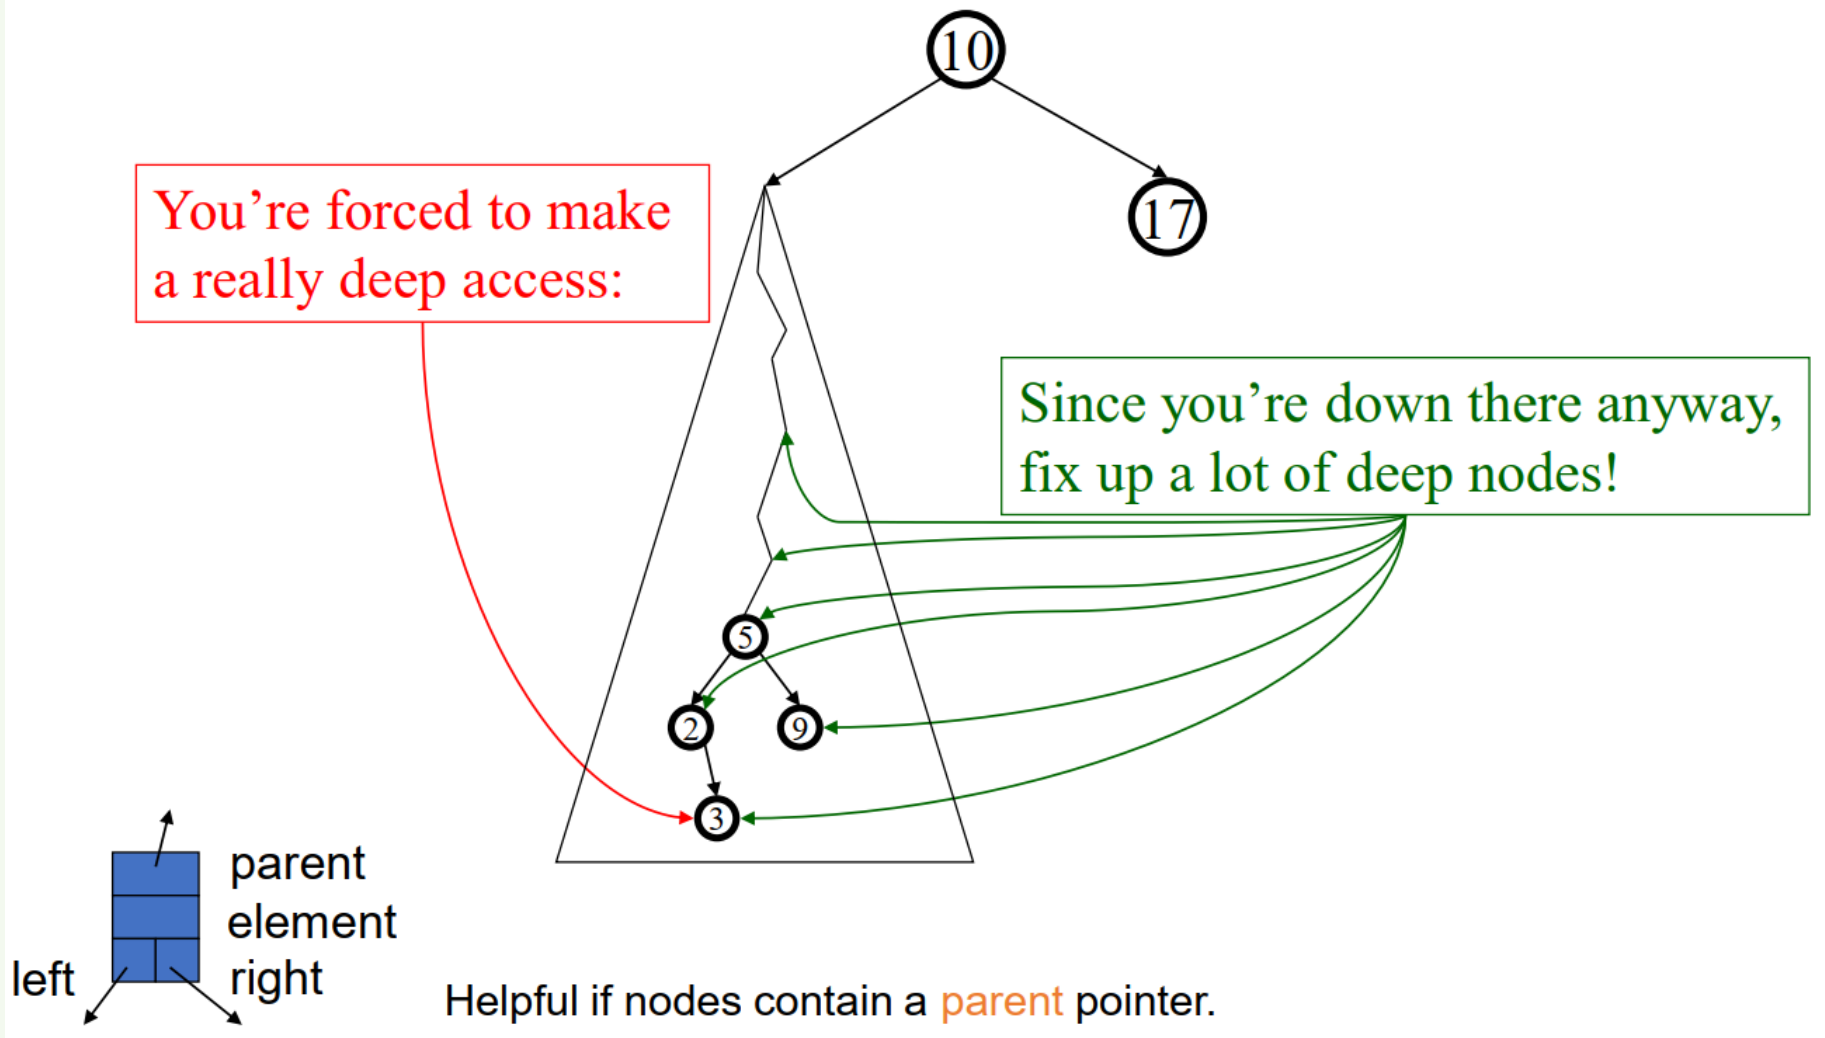 10
17
You're forced to make
a really deep access:
Since you're down there anyway,
fix up a lot of deep nodes!
5
2
9
3
parent
element
left
right
Helpful if nodes contain a parent pointer.